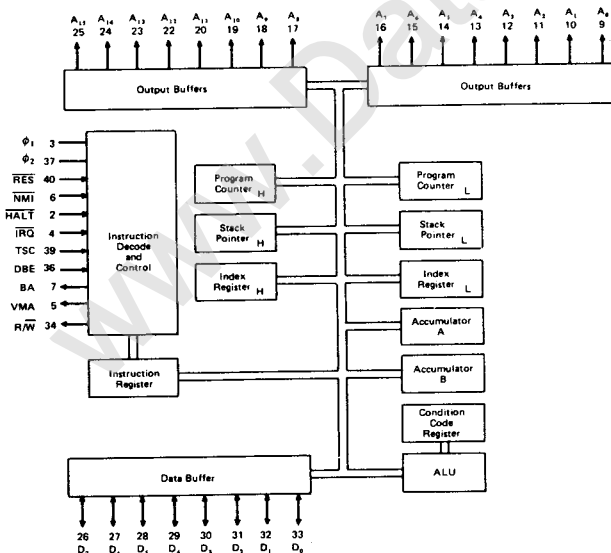 A15 A14 A13 A12 A11 A10 A9 A8
25 24 23 22 20 19 18 17
A7 A6 A5 A4 A3 A2 A1 A0
16 15 14 13 12 11 10 9
Output Buffers
Output Buffers
φ1 3
φ2 37
RES 40
NMI 6
HALT 2
IRQ 4
TSC 39
DBE 36
BA 7
VMA 5
R/W 34
Instruction
Decode
and
Control
Program
Counter H
Program
Counter L
Stack
Pointer H
Stack
Pointer L
Index
Register H
Index
Register L
Accumulator
A
Instruction
Register
Accumulator
B
Condition
Code
Register
ALU
Data Buffer
26 27 28 29 30 31 32 33
D7 D6 D5 D4 D3 D2 D1 D0
www.Dat